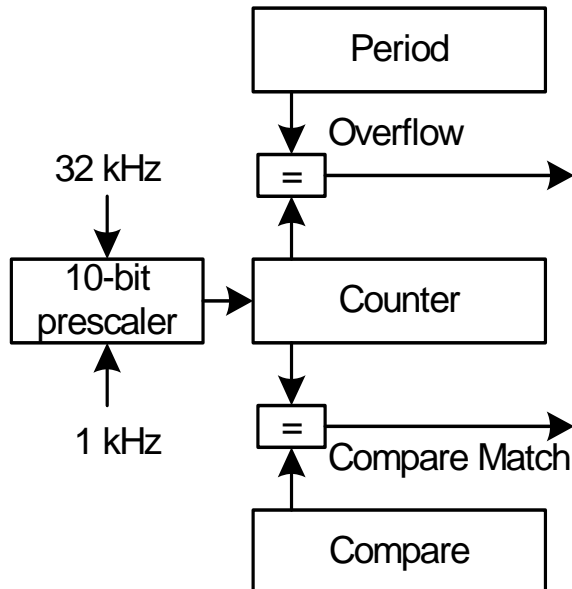 Period
Overflow
=
32 kHz
10-bit
prescaler
Counter
1 kHz
=
Compare Match
Compare